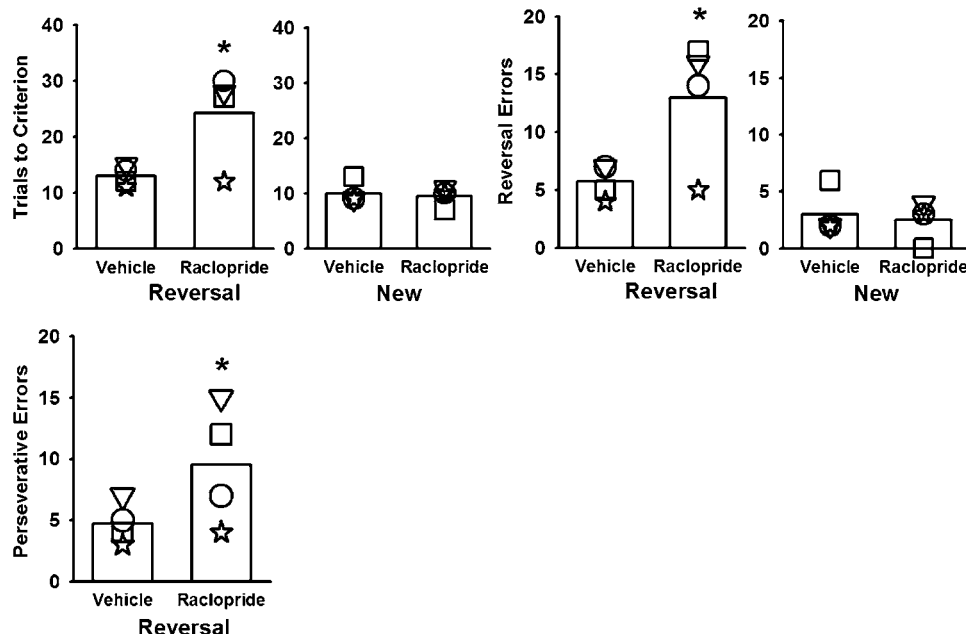 Trials to Criterion
40
30
20
10
0
*
Vehicle Raclopride
Reversal
40
30
20
10
0
Vehicle Raclopride
New
Reversal Errors
20
15
10
5
0
*
Vehicle Raclopride
Reversal
20
15
10
5
0
Vehicle Raclopride
New
Perseverative Errors
20
15
10
5
0
*
Vehicle Raclopride
Reversal